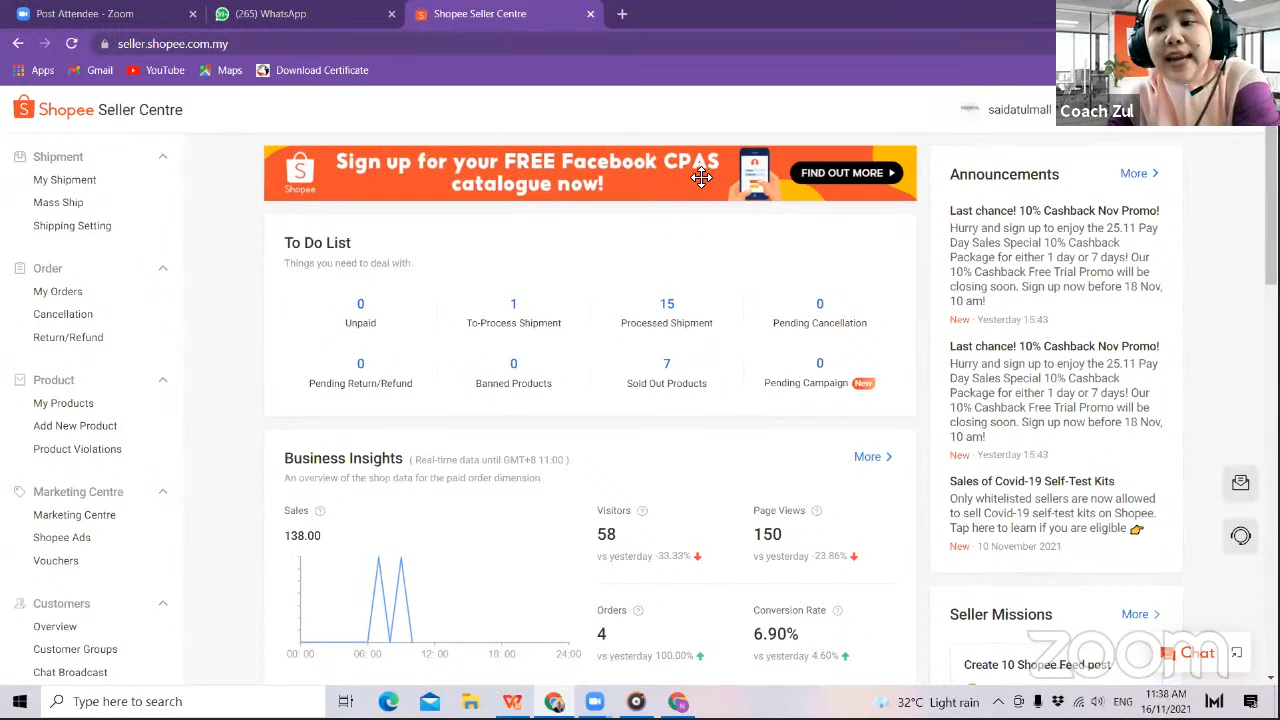 Post Attendee - Zoom
(265) WhatsApp
Shopee Seller Centre
seller.shopee.com.my
Apps
Gmail
YouTube
Maps
Download Certificate
Coach Zul
Shopee Seller Centre
saidatulmall
Shipment
My Shipment
Mass Ship
Shipping Setting
Order
My Orders
Cancellation
Return/Refund
Product
My Products
Add New Product
Product Violations
Marketing Centre
Marketing Centre
Shopee Ads
Vouchers
Customers
Overview
Customer Groups
Chat Broadcast
Shopee
Sign up for your FREE Facebook CPAS
catalogue now!
FIND OUT MORE
To Do List
Things you need to deal with
0
Unpaid
1
To-Process Shipment
15
Processed Shipment
0
Pending Cancellation
0
Pending Return/Refund
0
Banned Products
7
Sold Out Products
0
Pending Campaign New
Business Insights ( Real-time data until GMT+8 11:00 )
More
An overview of the shop data for the paid order dimension
Sales
138.00
00:00 06:00 12:00 18:00 24:00
Visitors
58
vs yesterday -33.33%
Page Views
150
vs yesterday -23.86%
Orders
4
vs yesterday 100.00%
Conversion Rate
6.90%
vs yesterday 4.60%
Announcements
More
Last chance! 10% Cashback Nov Promo!
Hurry and sign up to enjoy the 25.11 Pay
Day Sales Special 10% Cashback
Package for either 1 day or 7 days! Our
10% Cashback Free Trial Promo will be
closing soon. Sign up now before 18 Nov,
10 am!
New · Yesterday 15:43
Last chance! 10% Cashback Nov Promo!
Hurry and sign up to enjoy the 25.11 Pay
Day Sales Special 10% Cashback
Package for either 1 day or 7 days! Our
10% Cashback Free Trial Promo will be
closing soon. Sign up now before 18 Nov,
10 am!
New · Yesterday 15:43
Sales of Covid-19 Self-Test Kits
Only whitelisted sellers are now allowed
to sell Covid-19 self-test kits on Shopee.
Tap here to learn if you are eligible
New · 10 November 2021
Seller Missions
More
Create 10 Shopee Feed post
zoom
Chat
Type here to search
32°C Light rain
ENG
11:38 AM
16/11/2021